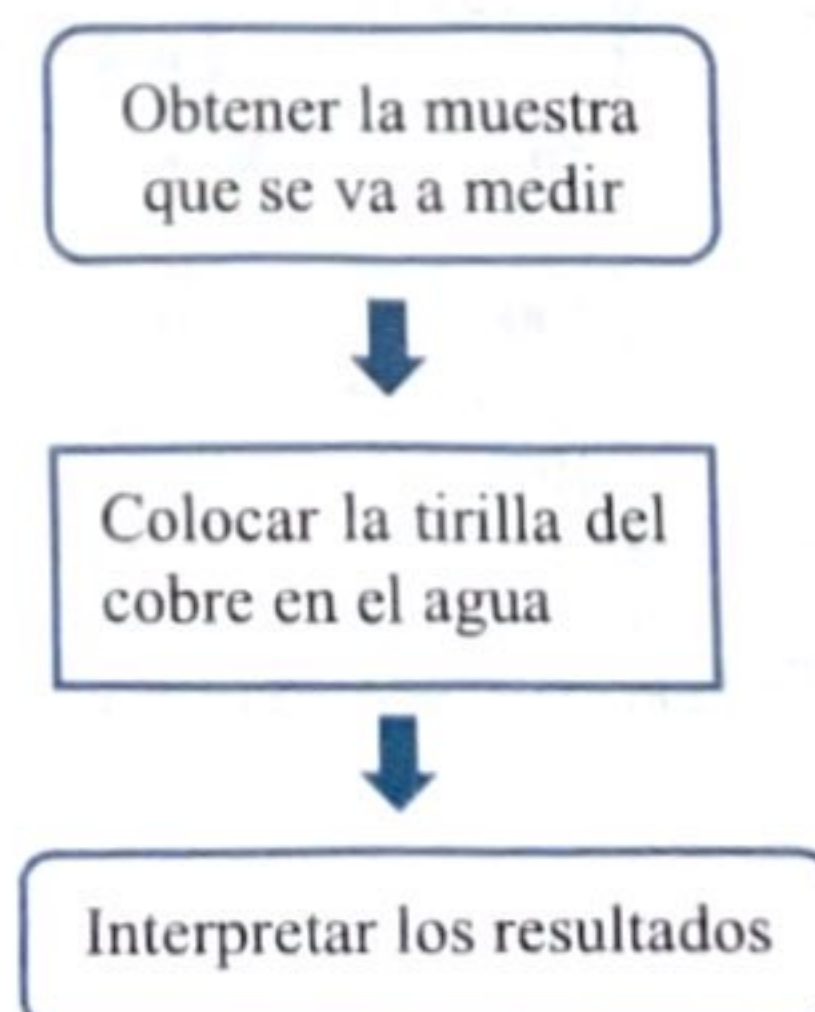 Obtener la muestra
que se va a medir
Colocar la tirilla del
cobre en el agua
Interpretar los resultados